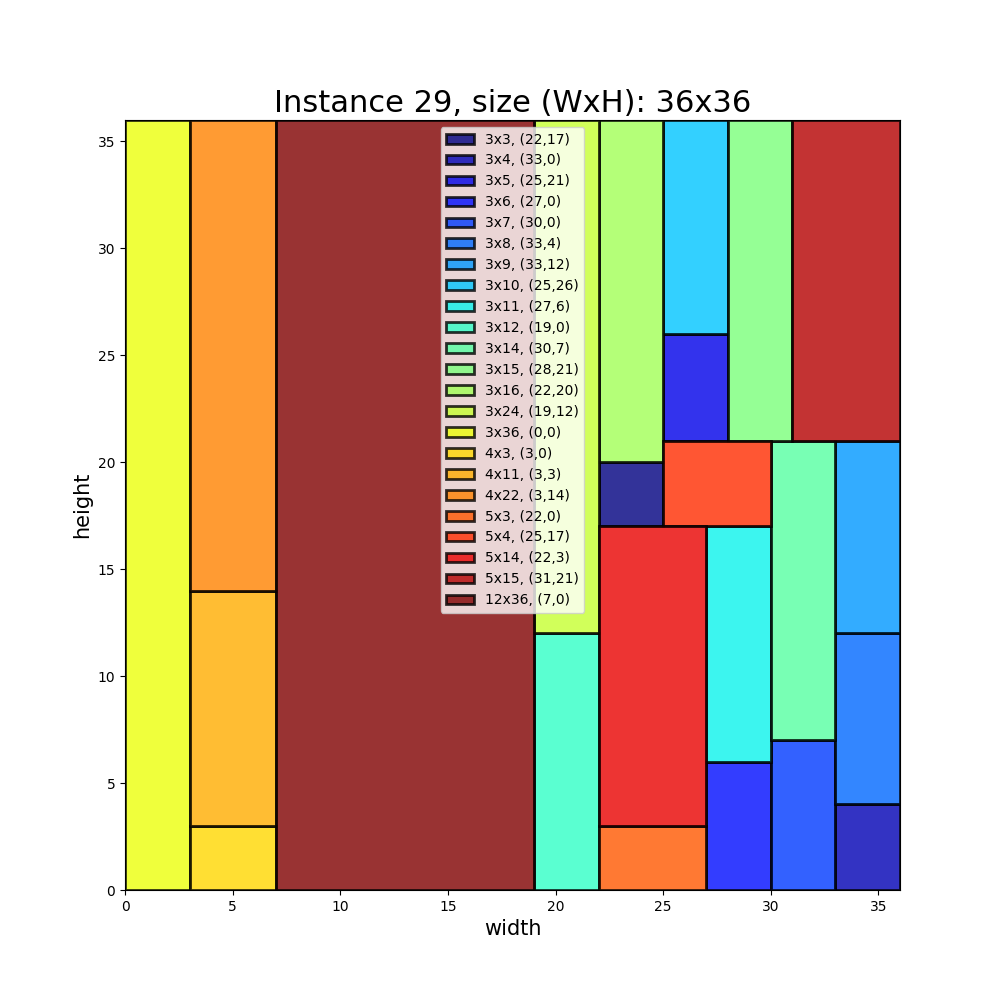 Instance 29, size (WxH): 36x36
3x3, (22,17)
3x4, (33,0)
3x5, (25,21)
3x6, (27,0)
3x7, (30,0)
3x8, (33,4)
3x9, (33,12)
3x10, (25,26)
3x11, (27,6)
3x12, (19,0)
3x14, (30,7)
3x15, (28,21)
3x16, (22,20)
3x24, (19,12)
3x36, (0,0)
4x3, (3,0)
4x11, (3,3)
4x22, (3,14)
5x3, (22,0)
5x4, (25,17)
5x14, (22,3)
5x15, (31,21)
12x36, (7,0)
35
30
25
20
15
10
5
0
height
0 5 10 15 20 25 30 35
width